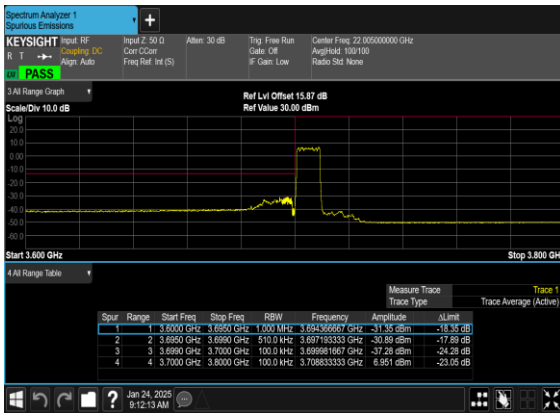 Spectrum Analyzer 1
Spurious Emissions
+
KEYSIGHT Input: RF Input Z: 50 Ω Atten: 30 dB Trig: Free Run Center Freq: 22.005000000 GHz
R T Coupling: DC Corr CCorr Gate: Off Avg|Hold: 100/100
Align: Auto Freq Ref: Int (S) IF Gain: Low Radio Std: None
PASS
3 All Range Graph
Ref Lvl Offset 15.87 dB
Scale/Div 10.0 dB Ref Value 30.00 dBm
Log
20.0
10.0
0.00
-10.0
-20.0
-30.0
-40.0
-50.0
-60.0
Start 3.600 GHz Stop 3.800 GH
4 All Range Table
Measure Trace Trace 1
Trace Type Trace Average (Active)
Spur Range Start Freq Stop Freq RBW Frequency Amplitude ΔLimit
1 1 3.6000 GHz 3.6950 GHz 1.000 MHz 3.694366667 GHz -31.35 dBm -18.35 dB
2 2 3.6950 GHz 3.6990 GHz 510.0 kHz 3.697193333 GHz -30.89 dBm -17.89 dB
3 3 3.6990 GHz 3.7000 GHz 100.0 kHz 3.699981667 GHz -37.28 dBm -24.28 dB
4 4 3.7000 GHz 3.8000 GHz 100.0 kHz 3.708833333 GHz 6.951 dBm -23.05 dB
?
Jan 24, 2025
9:12:13 AM